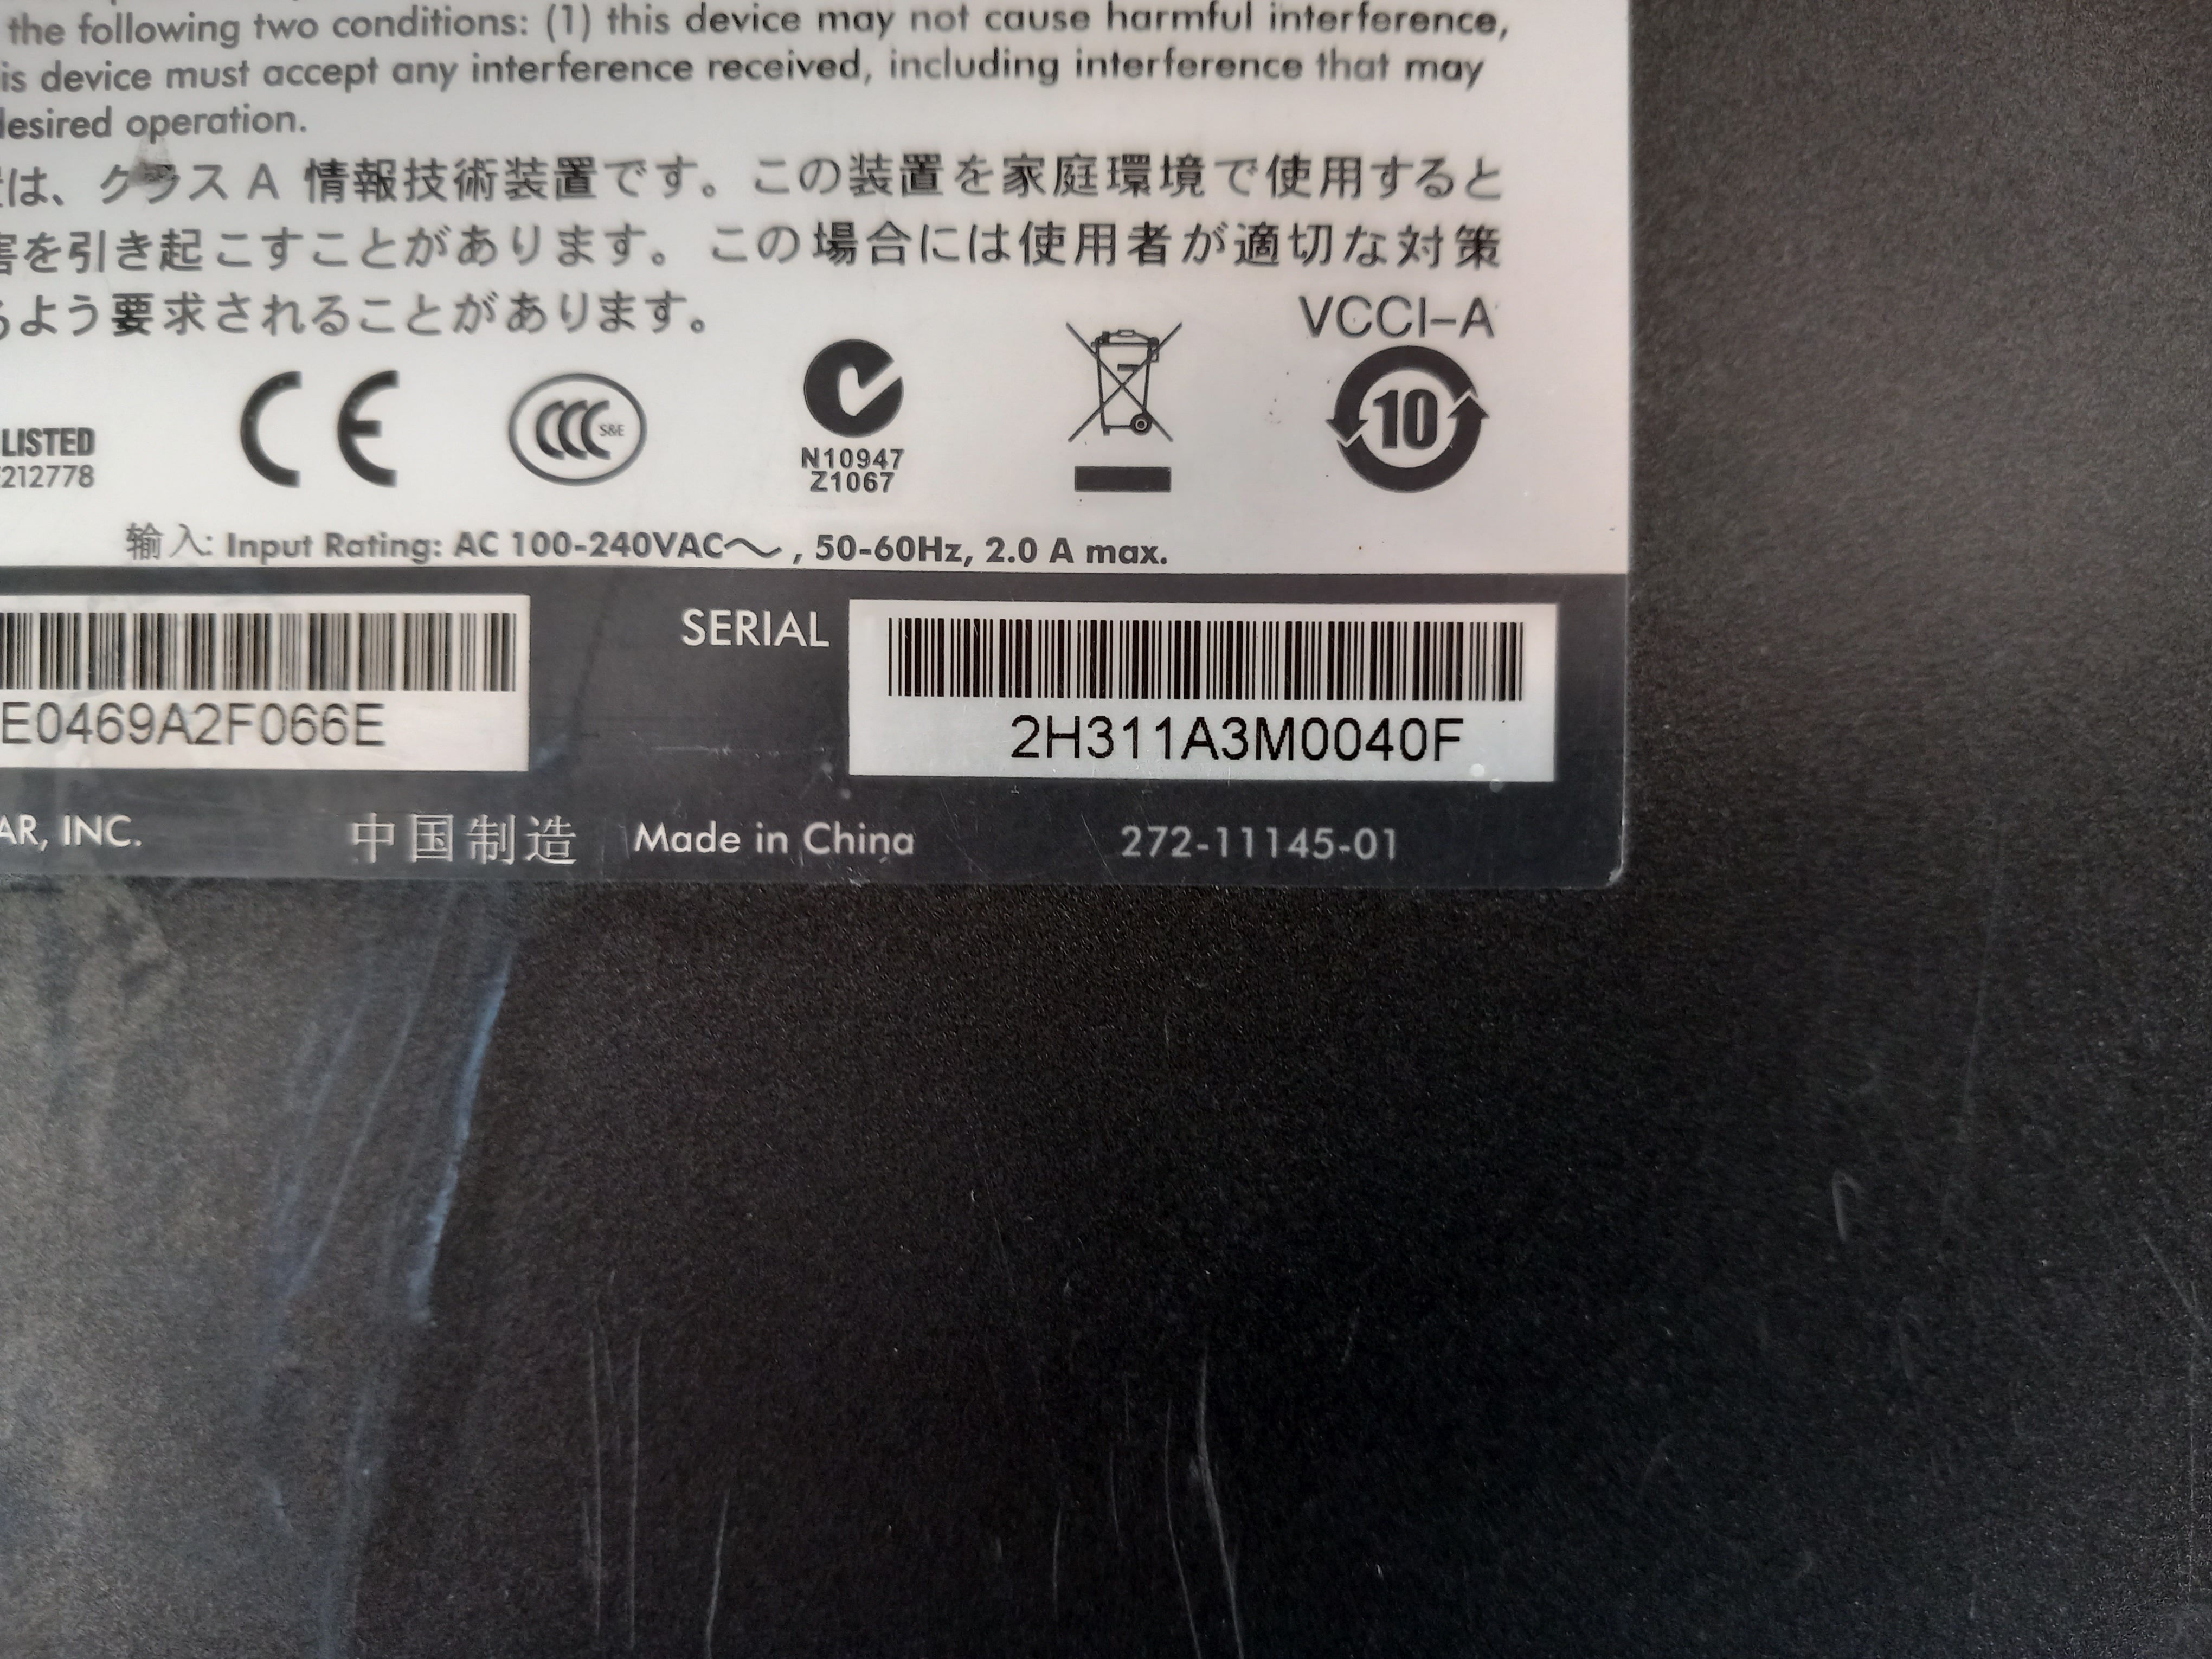 the following two conditions: (1) this device may not cause harmful interference,
is device must accept any interference received, including interference that may
desired operation.
は、クラス A 情報技術装置です。この装置を家庭環境で使用すると
害を引き起こすことがあります。この場合には使用者が適切な対策
るよう要求されることがあります。
VCCI-A
LISTED
212778
CE
CCC S&E
N10947
Z1067
10
输入: Input Rating: AC 100-240VAC～, 50-60Hz, 2.0 A max.
E0469A2F066E
SERIAL
2H311A3M0040F
AR, INC.
中国制造 Made in China
272-11145-01